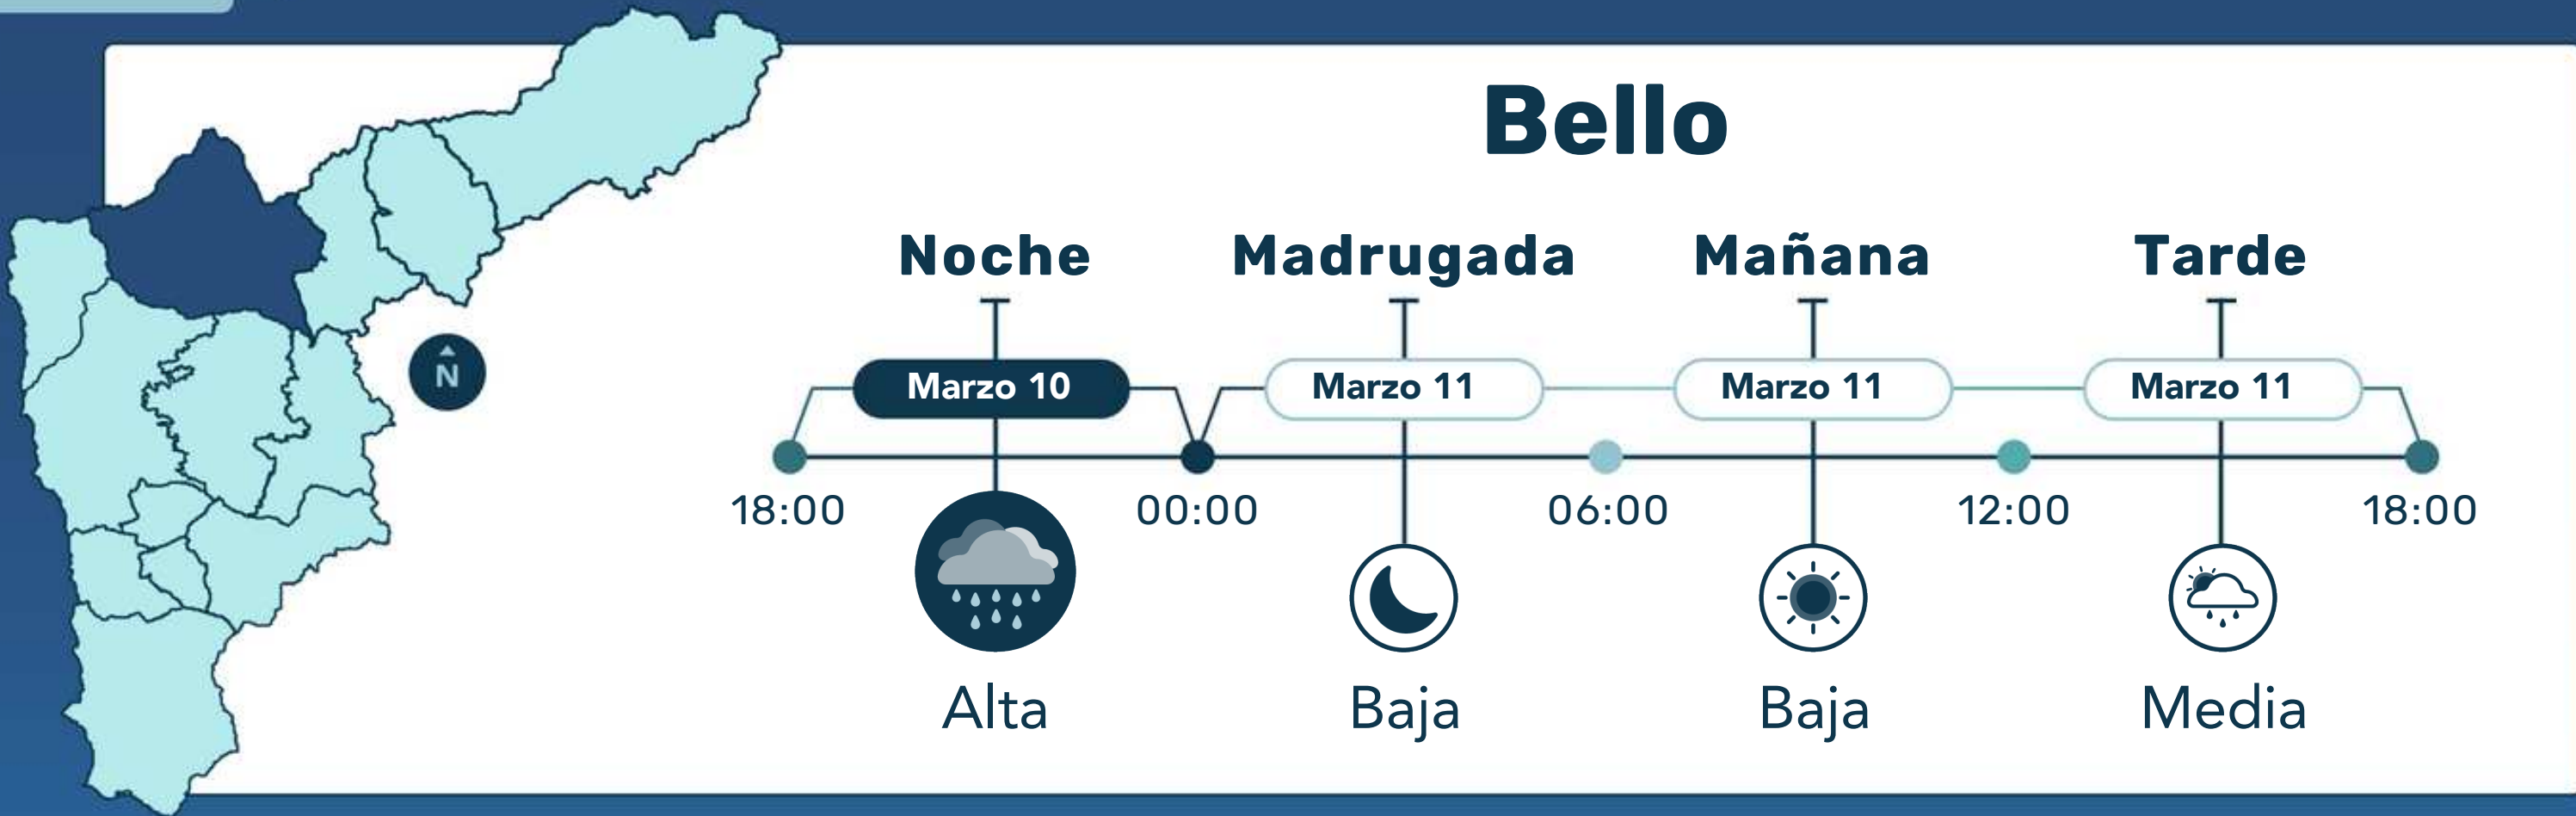 Bello
Noche Madrugada Mañana Tarde
N
Marzo 10 Marzo 11 Marzo 11 Marzo 11
18:00 00:00 06:00 12:00 18:00
Alta Baja Baja Media